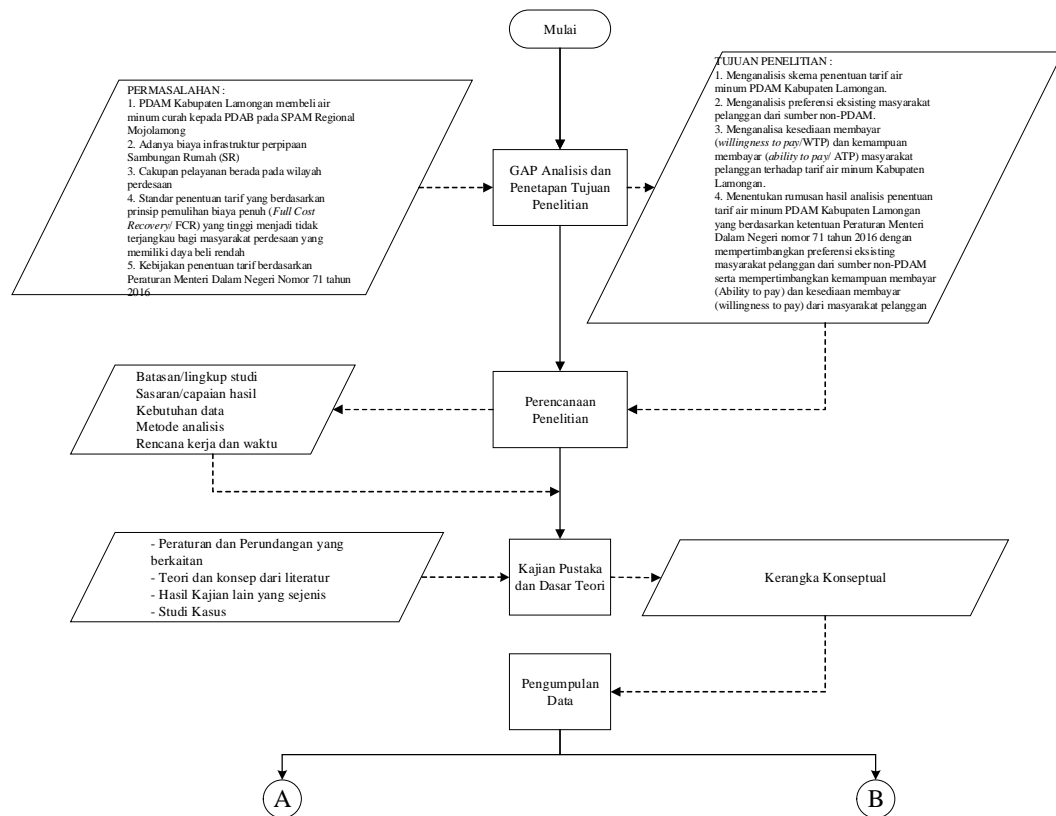 Mulai
PERMASALAHAN :
1. PDAM Kabupaten Lamongan membeli air
minum curah kepada PDAB pada SPAM Regional
Mojolamong
2. Adanya biaya infrastruktur perpipaan
Sambungan Rumah (SR)
3. Cakupan pelayanan berada pada wilayah
perdesaan
4. Standar penentuan tarif yang berdasarkan
prinsip pemulihan biaya penuh (Full Cost
Recovery/ FCR) yang tinggi menjadi tidak
terjangkau bagi masyarakat perdesaan yang
memiliki daya beli rendah
5. Kebijakan penentuan tarif berdasarkan
Peraturan Menteri Dalam Negeri Nomor 71 tahun
2016
GAP Analisis dan
Penetapan Tujuan
Penelitian
TUJUAN PENELITIAN :
1. Menganalisis skema penentuan tarif air
minum PDAM Kabupaten Lamongan.
2. Menganalisis preferensi eksisting masyarakat
pelanggan dari sumber non-PDAM.
3. Menganalisa kesediaan membayar
(willingness to pay/WTP) dan kemampuan
membayar (ability to pay/ ATP) masyarakat
pelanggan terhadap tarif air minum Kabupaten
Lamongan.
4. Menentukan rumusan hasil analisis penentuan
tarif air minum PDAM Kabupaten Lamongan
yang berdasarkan ketentuan Peraturan Menteri
Dalam Negeri nomor 71 tahun 2016 dengan
mempertimbangkan preferensi eksisting
masyarakat pelanggan dari sumber non-PDAM
serta mempertimbangkan kemampuan membayar
(Ability to pay) dan kesediaan membayar
(willingness to pay) dari masyarakat pelanggan
Batasan/lingkup studi
Sasaran/capaian hasil
Kebutuhan data
Metode analisis
Rencana kerja dan waktu
Perencanaan
Penelitian
- Peraturan dan Perundangan yang
berkaitan
- Teori dan konsep dari literatur
- Hasil Kajian lain yang sejenis
- Studi Kasus
Kajian Pustaka
dan Dasar Teori
Kerangka Konseptual
Pengumpulan
Data
A
B